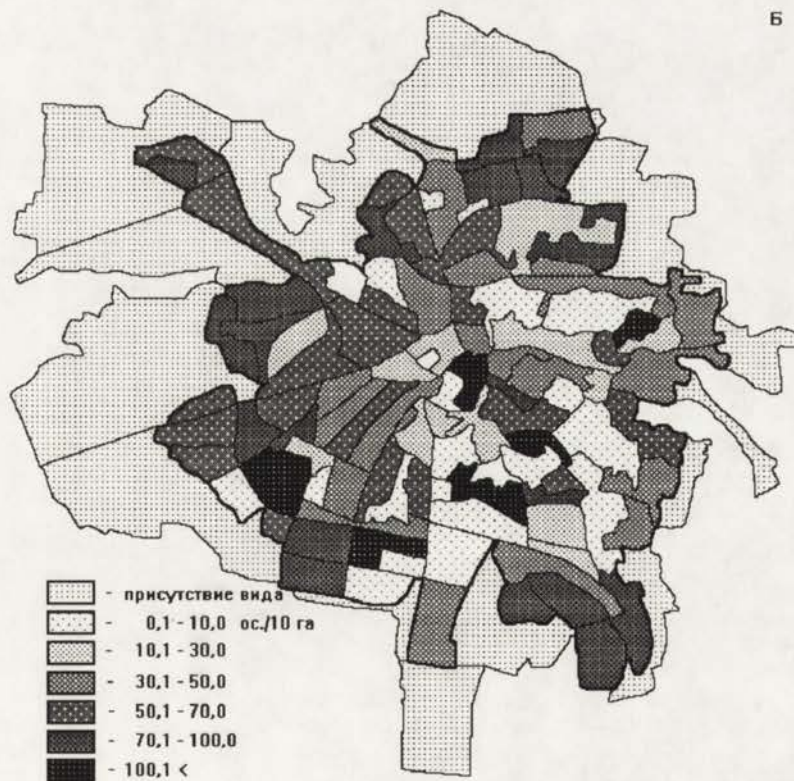 Б
- присутствие вида
- 0,1 - 10,0 ос./10 га
- 10,1 - 30,0
- 30,1 - 50,0
- 50,1 - 70,0
- 70,1 - 100,0
- 100,1 <